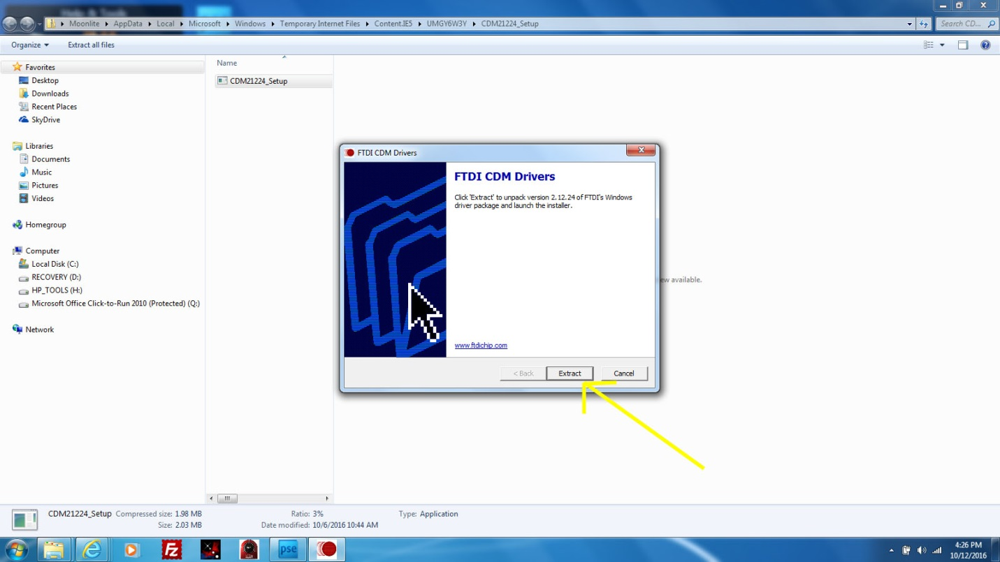 Moonlite AppData Local Microsoft Windows Temporary Internet Files Content.IE5 UMGY6W3Y CDM21224_Setup Search CD...
Organize Extract all files
Favorites
Desktop
Downloads
Recent Places
SkyDrive
Libraries
Documents
Music
Pictures
Videos
Homegroup
Computer
Local Disk (C:)
RECOVERY (D:)
HP_TOOLS (H:)
Microsoft Office Click-to-Run 2010 (Protected) (Q:)
Network
Name
CDM21224_Setup
FTDI CDM Drivers
FTDI CDM Drivers
Click 'Extract' to unpack version 2.12.24 of FTDI's Windows
driver package and launch the installer.
www.ftdichip.com
< Back Extract Cancel
ew available.
CDM21224_Setup Compressed size: 1.98 MB Ratio: 3% Type: Application
Size: 2.03 MB Date modified: 10/6/2016 10:44 AM
Fz
pse
4:26 PM
10/12/2016